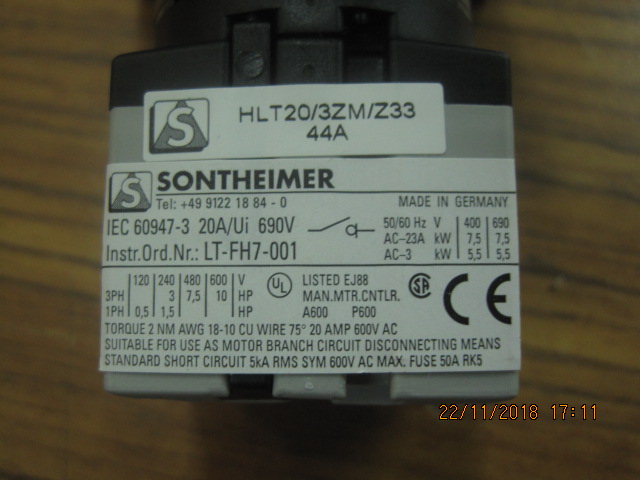 S
HLT20/3ZM/Z33
44A
S SONTHEIMER
Tel: +49 9122 18 84 - 0
MADE IN GERMANY
IEC 60947-3 20A/Ui 690V
Instr.Ord.Nr.: LT-FH7-001
50/60 Hz V 400 690
AC-23A kW 7,5 7,5
AC-3 kW 5,5 5,5
120 240 480 600 V
3PH 3 7,5 10 HP
1PH 0,5 1,5 HP
UL LISTED EJ88
MAN.MTR.CNTLR.
A600 P600
SA CE
TORQUE 2 NM AWG 18-10 CU WIRE 75° 20 AMP 600V AC
SUITABLE FOR USE AS MOTOR BRANCH CIRCUIT DISCONNECTING MEANS
STANDARD SHORT CIRCUIT 5kA RMS SYM 600V AC MAX. FUSE 50A RK5
22/11/2018 17:11